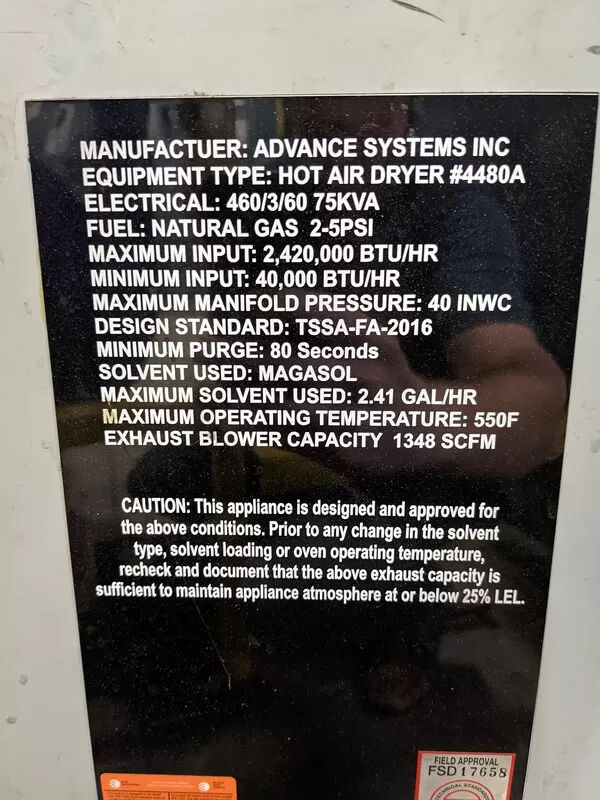 MANUFACTUER: ADVANCE SYSTEMS INC
EQUIPMENT TYPE: HOT AIR DRYER #4480A
ELECTRICAL: 460/3/60 75KVA
FUEL: NATURAL GAS 2-5PSI
MAXIMUM INPUT: 2,420,000 BTU/HR
MINIMUM INPUT: 40,000 BTU/HR
MAXIMUM MANIFOLD PRESSURE: 40 INWC
DESIGN STANDARD: TSSA-FA-2016
MINIMUM PURGE: 80 Seconds
SOLVENT USED: MAGASOL
MAXIMUM SOLVENT USED: 2.41 GAL/HR
MAXIMUM OPERATING TEMPERATURE: 550F
EXHAUST BLOWER CAPACITY 1348 SCFM
CAUTION: This appliance is designed and approved for
the above conditions. Prior to any change in the solvent
type, solvent loading or oven operating temperature,
recheck and document that the above exhaust capacity is
sufficient to maintain appliance atmosphere at or below 25% LEL.
FIELD APPROVAL
FSD 17658
TECHNICAL STANDARDS